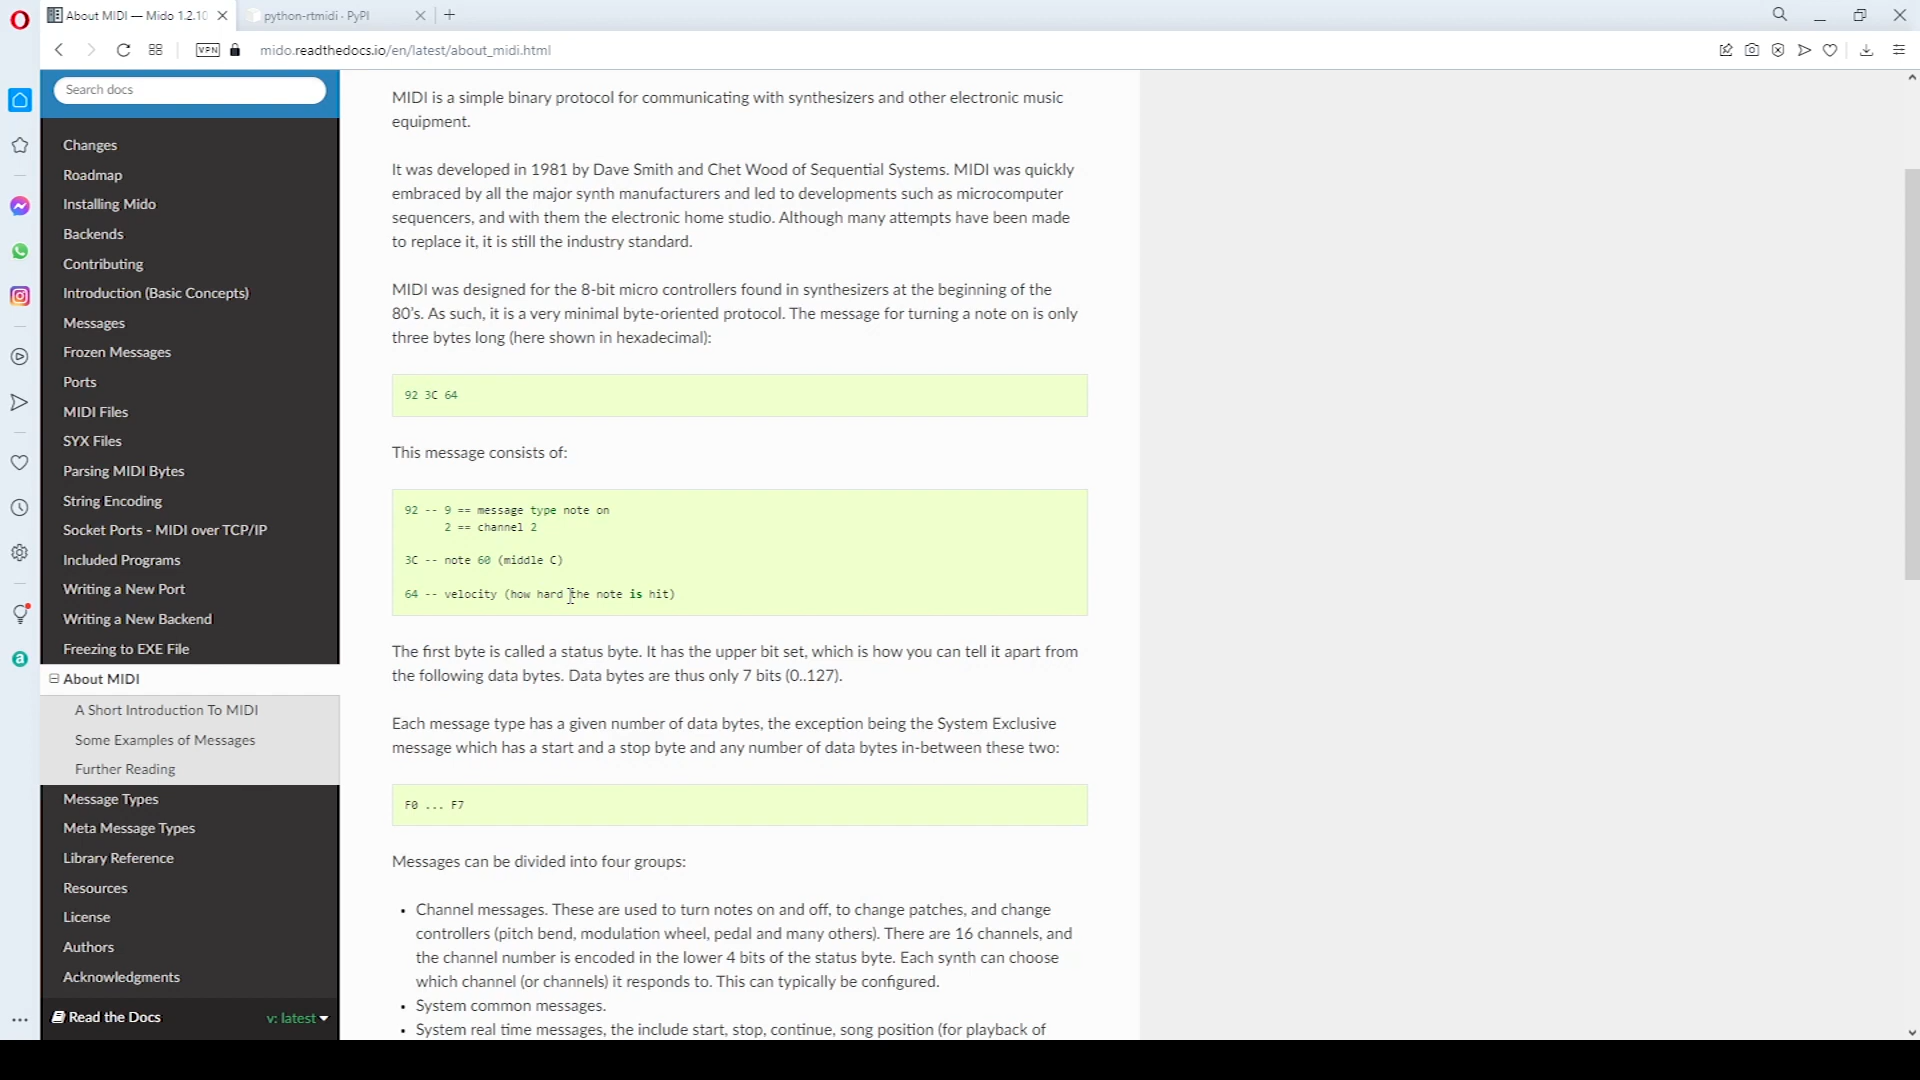 About MIDI — Mido 1.2.10
python-rtmidi · PyPI
VPN
mido.readthedocs.io/en/latest/about_midi.html
Search docs
Changes
Roadmap
Installing Mido
Backends
Contributing
Introduction (Basic Concepts)
Messages
Frozen Messages
Ports
MIDI Files
SYX Files
Parsing MIDI Bytes
String Encoding
Socket Ports - MIDI over TCP/IP
Included Programs
Writing a New Port
Writing a New Backend
Freezing to EXE File
About MIDI
A Short Introduction To MIDI
Some Examples of Messages
Further Reading
Message Types
Meta Message Types
Library Reference
Resources
License
Authors
Acknowledgments
Read the Docs
v: latest
MIDI is a simple binary protocol for communicating with synthesizers and other electronic music
equipment.
It was developed in 1981 by Dave Smith and Chet Wood of Sequential Systems. MIDI was quickly
embraced by all the major synth manufacturers and led to developments such as microcomputer
sequencers, and with them the electronic home studio. Although many attempts have been made
to replace it, it is still the industry standard.
MIDI was designed for the 8-bit micro controllers found in synthesizers at the beginning of the
80's. As such, it is a very minimal byte-oriented protocol. The message for turning a note on is only
three bytes long (here shown in hexadecimal):
92 3C 64
This message consists of:
92 -- 9 == message type note on
2 == channel 2
3C -- note 60 (middle C)
64 -- velocity (how hard the note is hit)
The first byte is called a status byte. It has the upper bit set, which is how you can tell it apart from
the following data bytes. Data bytes are thus only 7 bits (0..127).
Each message type has a given number of data bytes, the exception being the System Exclusive
message which has a start and a stop byte and any number of data bytes in-between these two:
F0 ... F7
Messages can be divided into four groups:
• Channel messages. These are used to turn notes on and off, to change patches, and change
controllers (pitch bend, modulation wheel, pedal and many others). There are 16 channels, and
the channel number is encoded in the lower 4 bits of the status byte. Each synth can choose
which channel (or channels) it responds to. This can typically be configured.
• System common messages.
• System real time messages, the include start, stop, continue, song position (for playback of